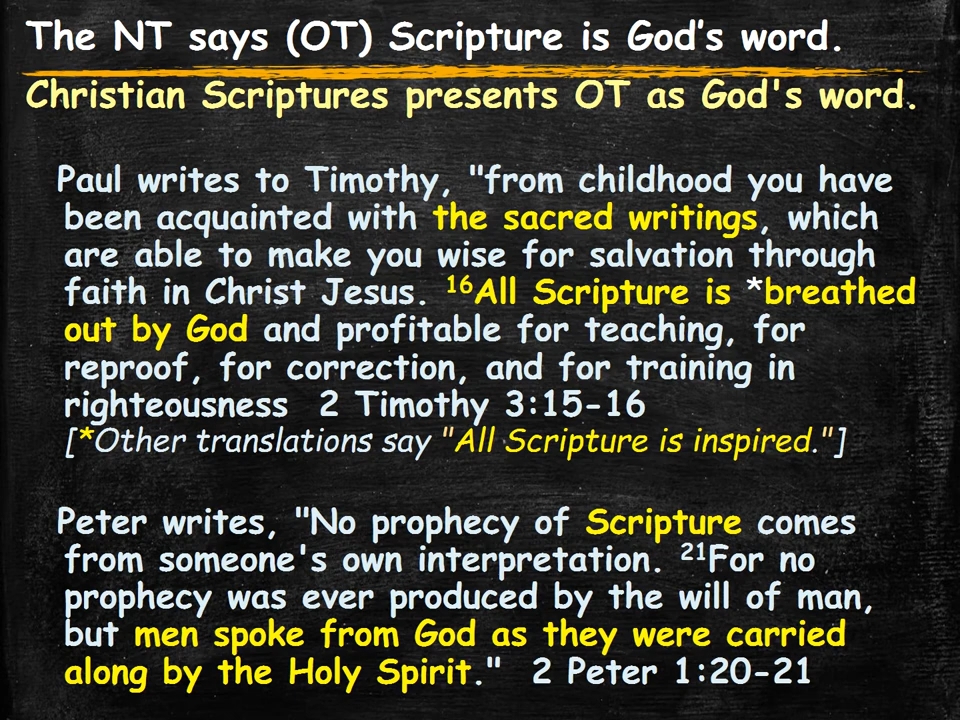 The NT says (OT) Scripture is God’s word.
Christian Scriptures presents OT as God's word.
Paul writes to Timothy, "from childhood you have
been acquainted with the sacred writings, which
are able to make you wise for salvation through
faith in Christ Jesus. ¹⁶All Scripture is *breathed
out by God and profitable for teaching, for
reproof, for correction, and for training in
righteousness 2 Timothy 3:15-16
[*Other translations say "All Scripture is inspired."]
Peter writes, "No prophecy of Scripture comes
from someone's own interpretation. ²¹For no
prophecy was ever produced by the will of man,
but men spoke from God as they were carried
along by the Holy Spirit." 2 Peter 1:20-21